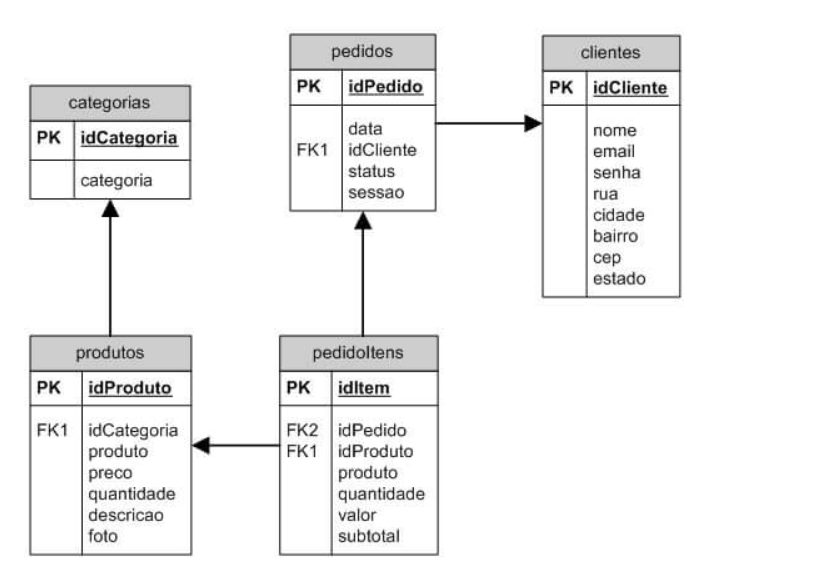 categorias
PK idCategoria
categoria
pedidos
PK idPedido
data
FK1 idCliente
status
sessao
clientes
PK idCliente
nome
email
senha
rua
cidade
bairro
cep
estado
produtos
PK idProduto
FK1 idCategoria
produto
preco
quantidade
descricao
foto
pedidoItens
PK idItem
FK2 idPedido
FK1 idProduto
produto
quantidade
valor
subtotal